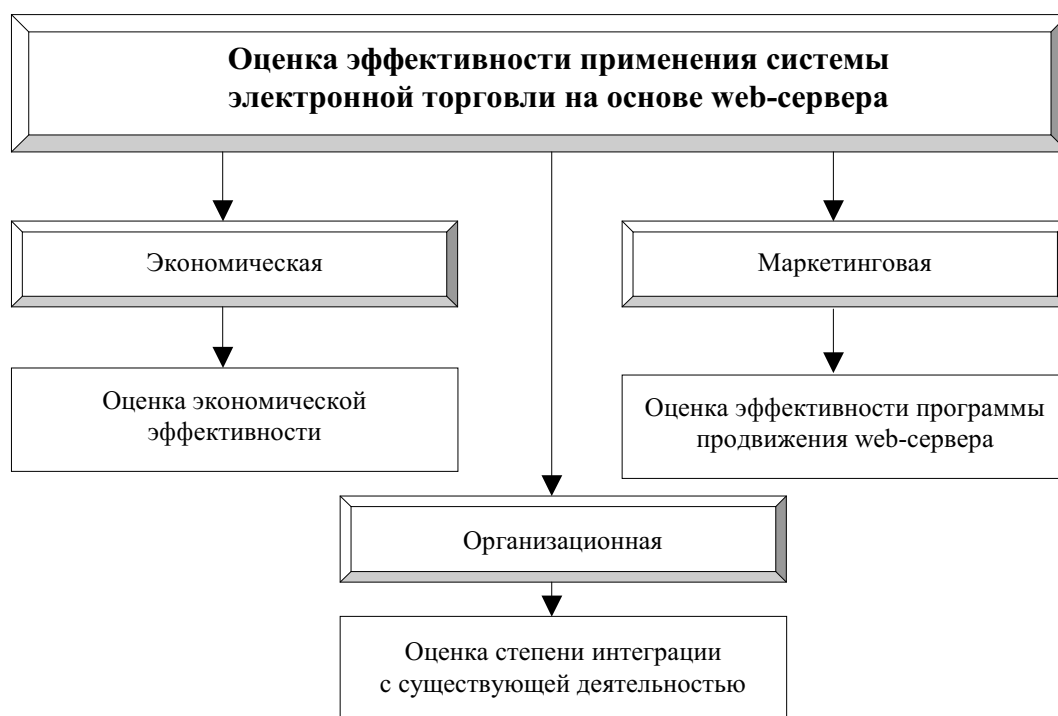 Оценка эффективности применения системы
электронной торговли на основе web-сервера
Экономическая
Маркетинговая
Оценка экономической
эффективности
Оценка эффективности программы
продвижения web-сервера
Организационная
Оценка степени интеграции
с существующей деятельностью